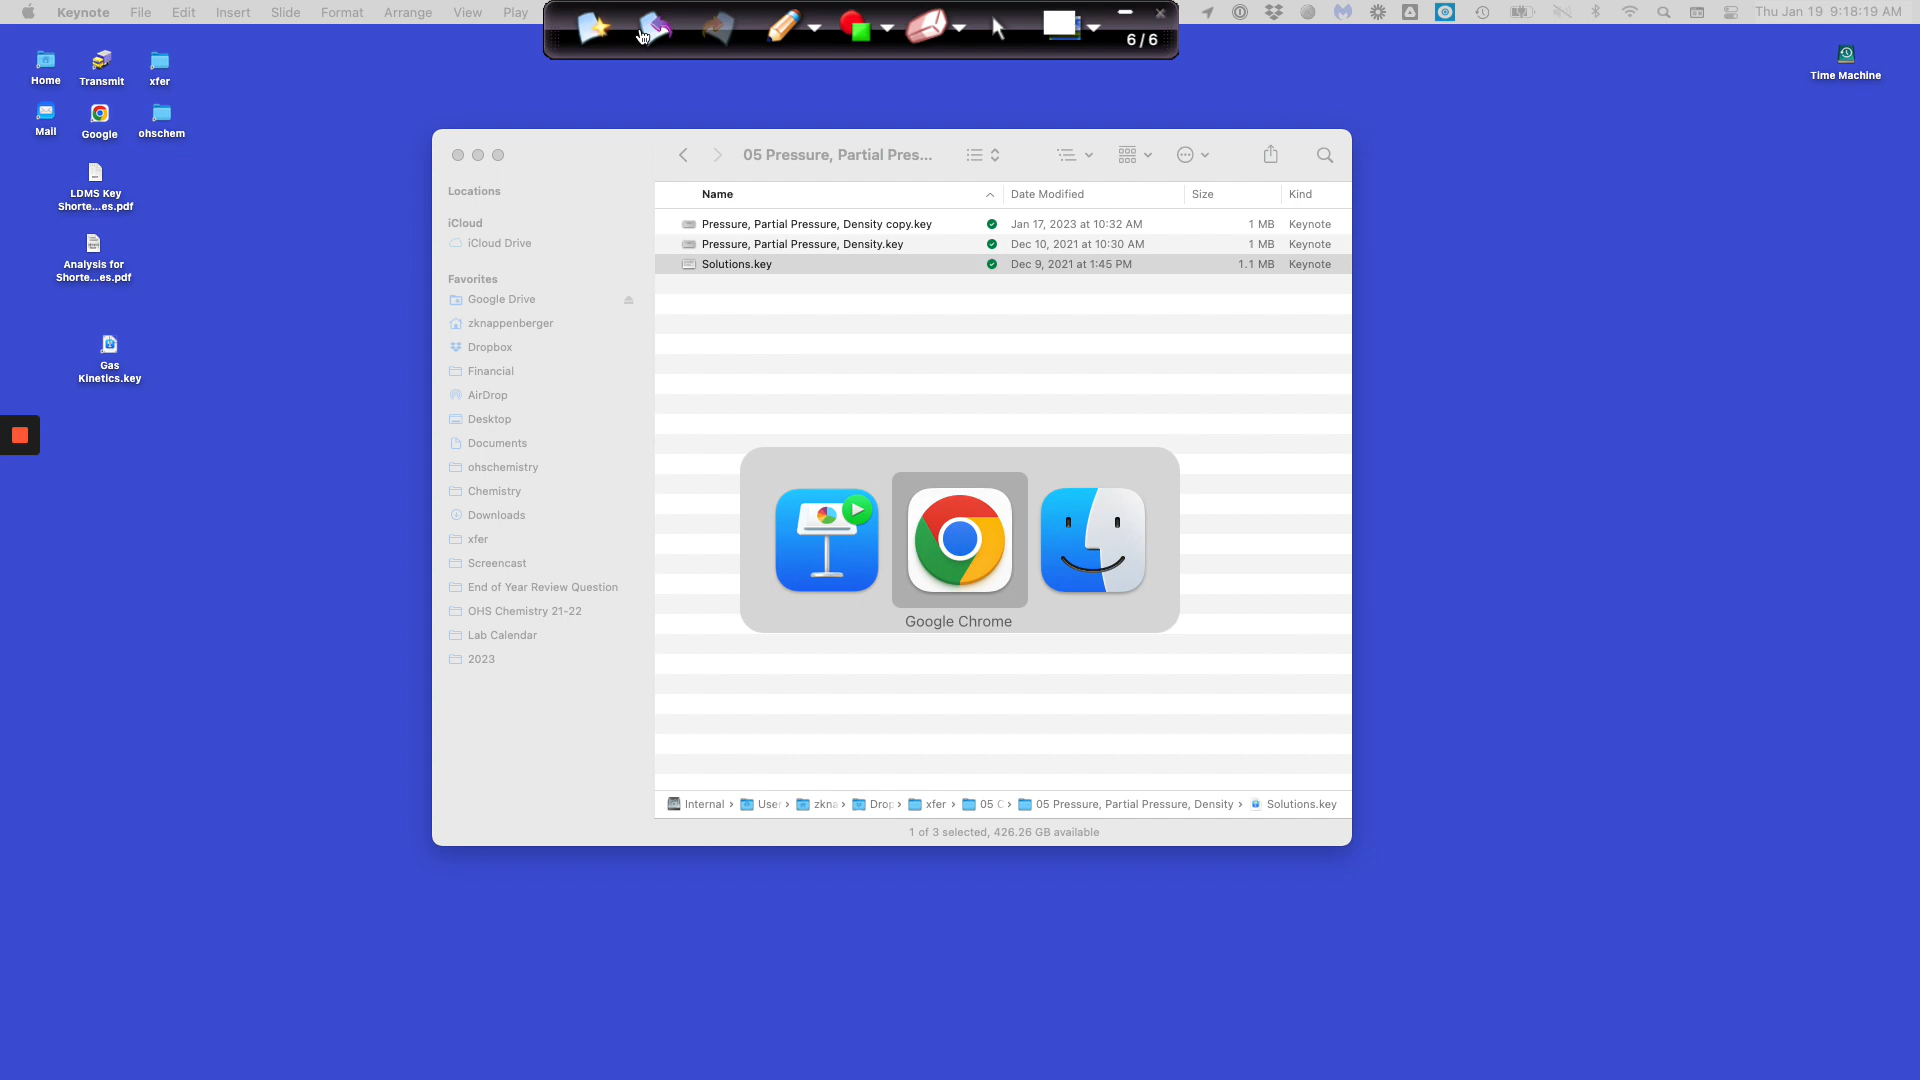 Keynote File Edit Insert Slide Format Arrange View Play
6/6
Thu Jan 19 9:18:19 AM
Home
Transmit
xfer
Mail
Google
ohschem
LDMS Key
Shorte...es.pdf
Analysis for
Shorte...es.pdf
Gas
Kinetics.key
Time Machine
05 Pressure, Partial Pres...
Locations
iCloud
iCloud Drive
Favorites
Google Drive
zknappenberger
Dropbox
Financial
AirDrop
Desktop
Documents
ohschemistry
Chemistry
Downloads
xfer
Screencast
End of Year Review Question
OHS Chemistry 21-22
Lab Calendar
2023
Name Date Modified Size Kind
Pressure, Partial Pressure, Density copy.key Jan 17, 2023 at 10:32 AM 1 MB Keynote
Pressure, Partial Pressure, Density.key Dec 10, 2021 at 10:30 AM 1 MB Keynote
Solutions.key Dec 9, 2021 at 1:45 PM 1.1 MB Keynote
Google Chrome
Internal › User › zkna › Drop › xfer › 05 C › 05 Pressure, Partial Pressure, Density › Solutions.key
1 of 3 selected, 426.26 GB available